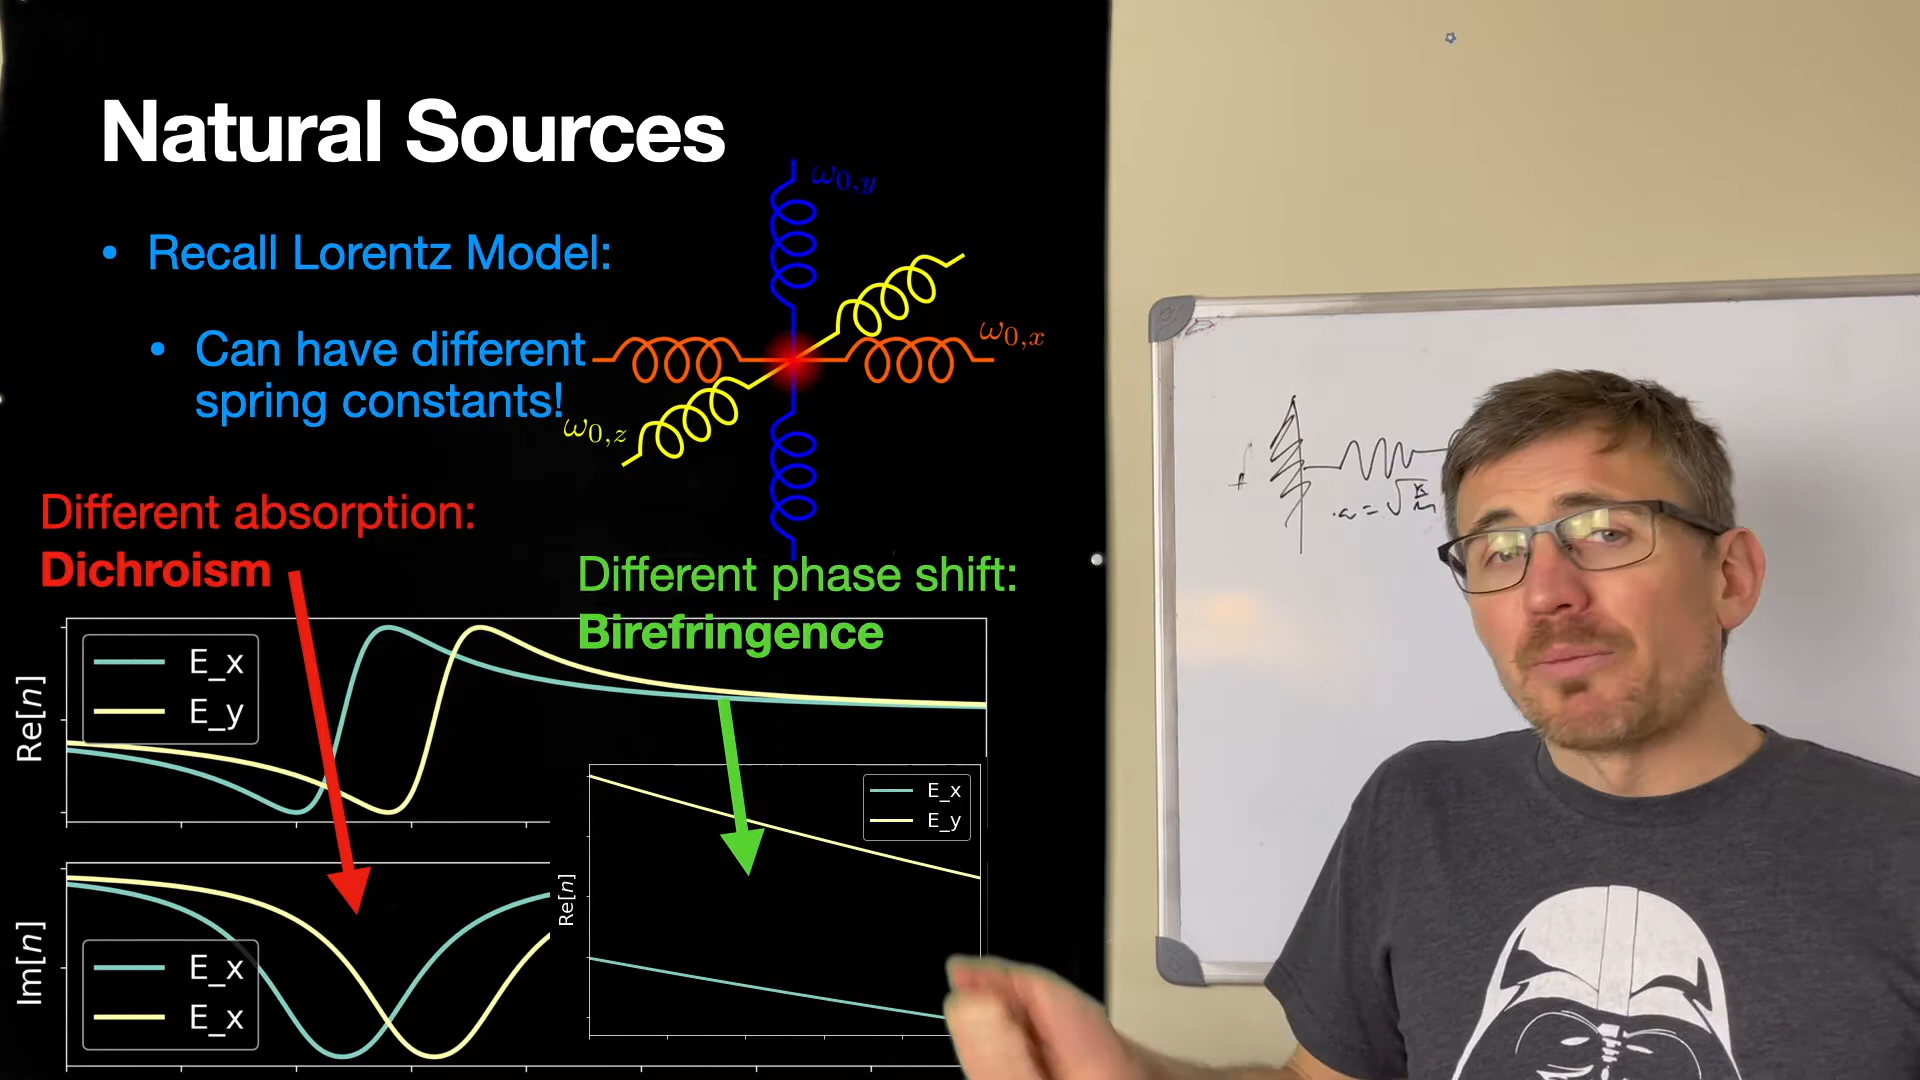 Natural Sources
ω₀,y
• Recall Lorentz Model:
ω₀,x
• Can have different
spring constants!
ω₀,z
Different absorption:
Dichroism
Different phase shift:
Birefringence
E_x
E_y
Re[n]
E_x
E_y
Re[n]
E_x
E_x
Im[n]